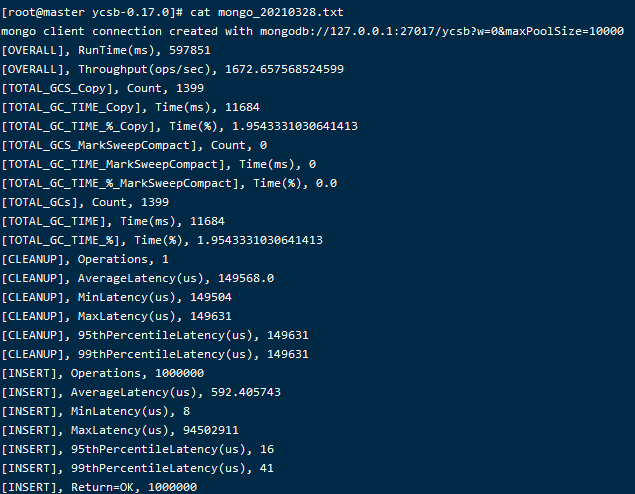 [root@master ycsb-0.17.0]# cat mongo_20210328.txt
mongo client connection created with mongodb://127.0.0.1:27017/ycsb?w=0&maxPoolSize=10000
[OVERALL], RunTime(ms), 597851
[OVERALL], Throughput(ops/sec), 1672.657568524599
[TOTAL_GCS_Copy], Count, 1399
[TOTAL_GC_TIME_Copy], Time(ms), 11684
[TOTAL_GC_TIME_%_Copy], Time(%), 1.9543331030641413
[TOTAL_GCS_MarkSweepCompact], Count, 0
[TOTAL_GC_TIME_MarkSweepCompact], Time(ms), 0
[TOTAL_GC_TIME_%_MarkSweepCompact], Time(%), 0.0
[TOTAL_GCs], Count, 1399
[TOTAL_GC_TIME], Time(ms), 11684
[TOTAL_GC_TIME_%], Time(%), 1.9543331030641413
[CLEANUP], Operations, 1
[CLEANUP], AverageLatency(us), 149568.0
[CLEANUP], MinLatency(us), 149504
[CLEANUP], MaxLatency(us), 149631
[CLEANUP], 95thPercentileLatency(us), 149631
[CLEANUP], 99thPercentileLatency(us), 149631
[INSERT], Operations, 1000000
[INSERT], AverageLatency(us), 592.405743
[INSERT], MinLatency(us), 8
[INSERT], MaxLatency(us), 94502911
[INSERT], 95thPercentileLatency(us), 16
[INSERT], 99thPercentileLatency(us), 41
[INSERT], Return=OK, 1000000